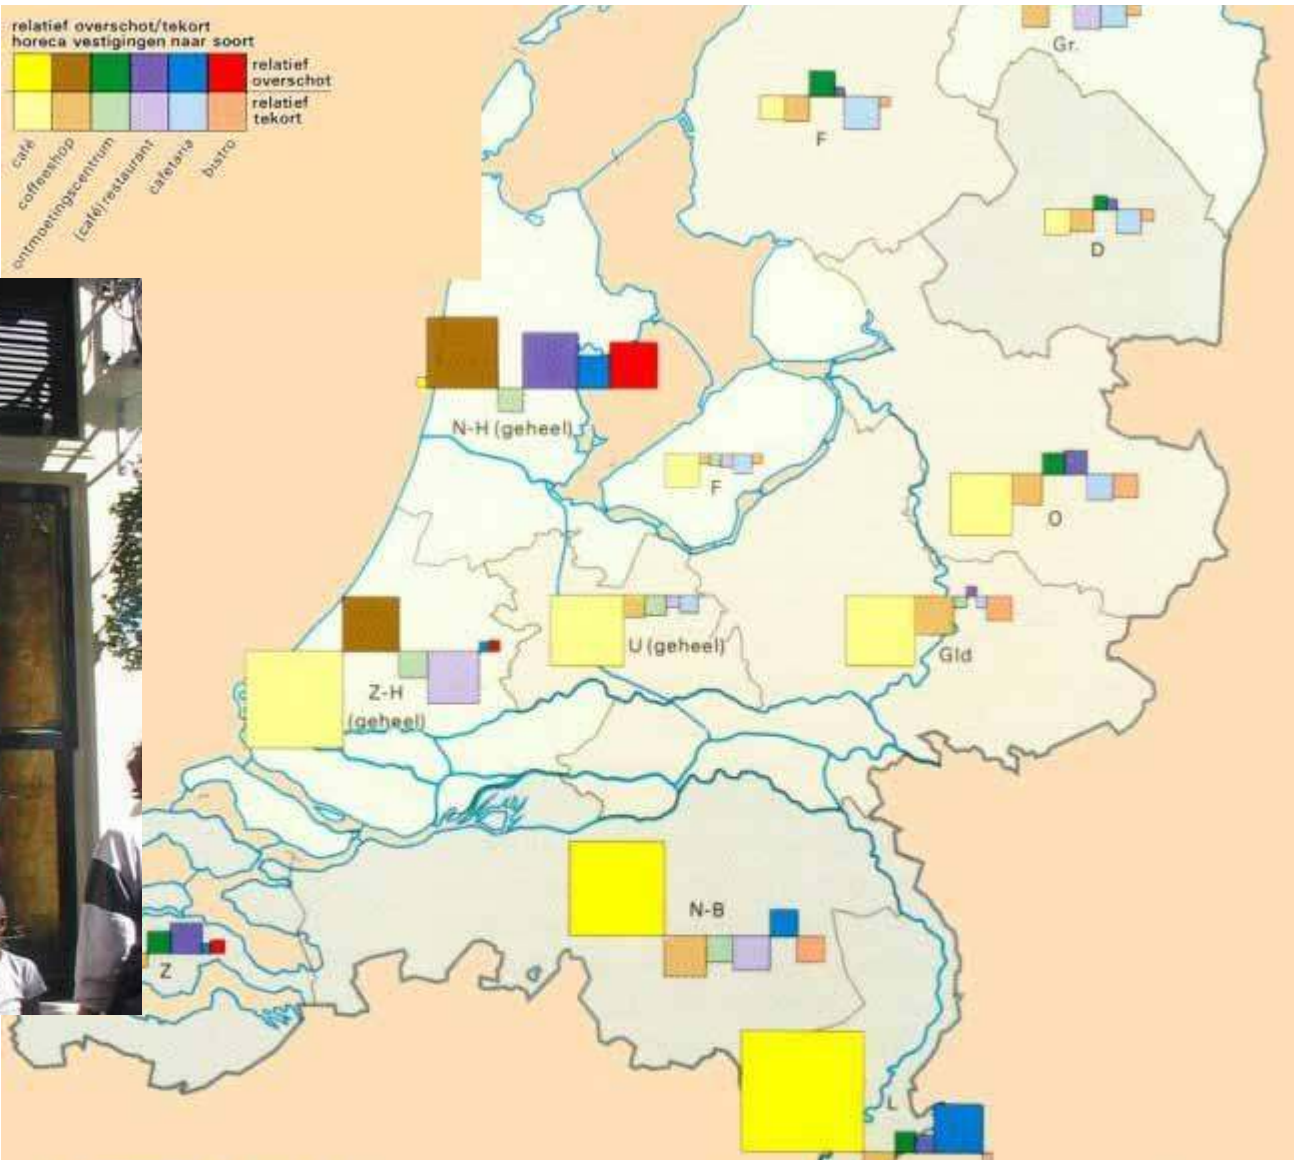 relatief overschot/tekort
horeca vestigingen naar soort
relatief
overschot
relatief
tekort
café
coffeeshop
ontmoetingscentrum
(café) restaurant
cafetaria
bistro
Gr.
F
D
N-H (geheel)
F
O
U (geheel)
Gld
Z-H
(geheel)
N-B
Z
L